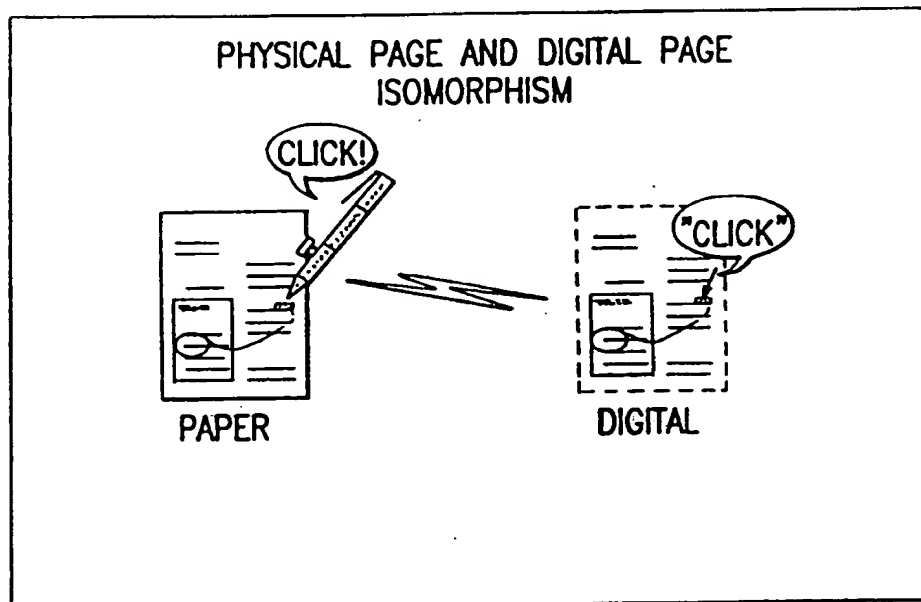 PHYSICAL PAGE AND DIGITAL PAGE
ISOMORPHISM
CLICK!
"CLICK"
PAPER
DIGITAL